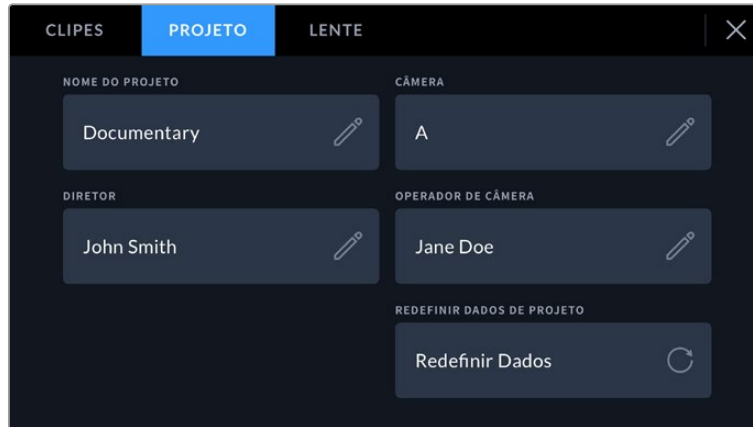 CLIPES PROJETO LENTE
NOME DO PROJETO CÂMERA
Documentary A
DIRETOR OPERADOR DE CÂMERA
John Smith Jane Doe
REDEFINIR DADOS DE PROJETO
Redefinir Dados